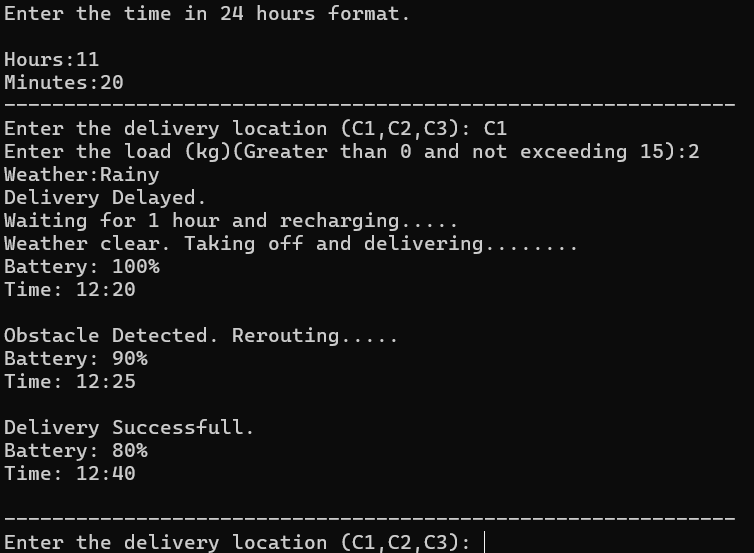 Enter the time in 24 hours format.
Hours:11
Minutes:20
-------------------------------------------------------------
Enter the delivery location (C1,C2,C3): C1
Enter the load (kg)(Greater than 0 and not exceeding 15):2
Weather:Rainy
Delivery Delayed.
Waiting for 1 hour and recharging.....
Weather clear. Taking off and delivering........
Battery: 100%
Time: 12:20
Obstacle Detected. Rerouting.....
Battery: 90%
Time: 12:25
Delivery Successfull.
Battery: 80%
Time: 12:40
-------------------------------------------------------------
Enter the delivery location (C1,C2,C3):